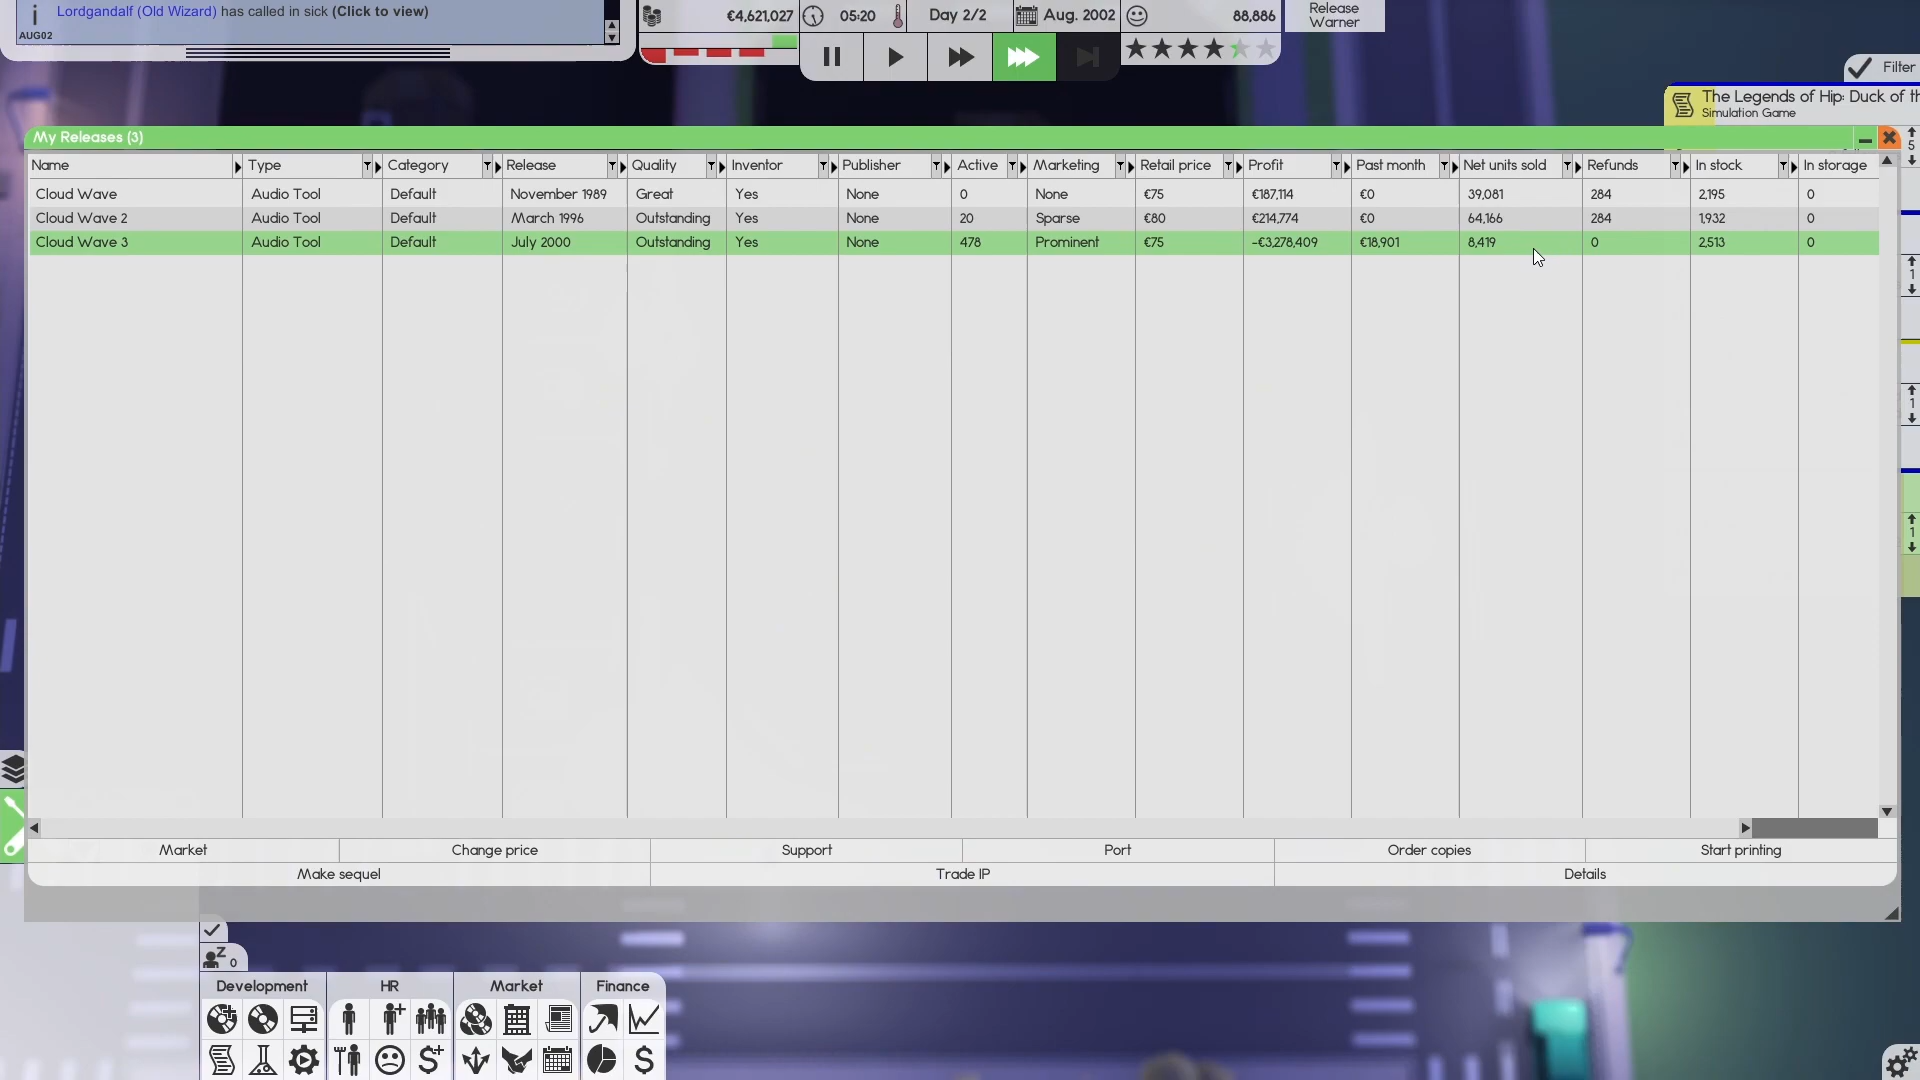 Lordgandalf (Old Wizard) has called in sick (Click to view)
AUG02
€4,621,027
05:20
Day 2/2
Aug. 2002
88,886
Release Warner
Filter
The Legends of Hip: Duck of th
Simulation Game
My Releases (3)
Name Type Category Release Quality Inventor Publisher Active Marketing Retail price Profit Past month Net units sold Refunds In stock In storage
Cloud Wave Audio Tool Default November 1989 Great Yes None 0 None €75 €187,114 €0 39,081 284 2,195 0
Cloud Wave 2 Audio Tool Default March 1996 Outstanding Yes None 20 Sparse €80 €214,774 €0 64,166 284 1,932 0
Cloud Wave 3 Audio Tool Default July 2000 Outstanding Yes None 478 Prominent €75 -€3,278,409 €18,901 8,419 0 2,513 0
5
1
1
1
Market Change price Support Port Order copies Start printing
Make sequel Trade IP Details
z 0
Development HR Market Finance